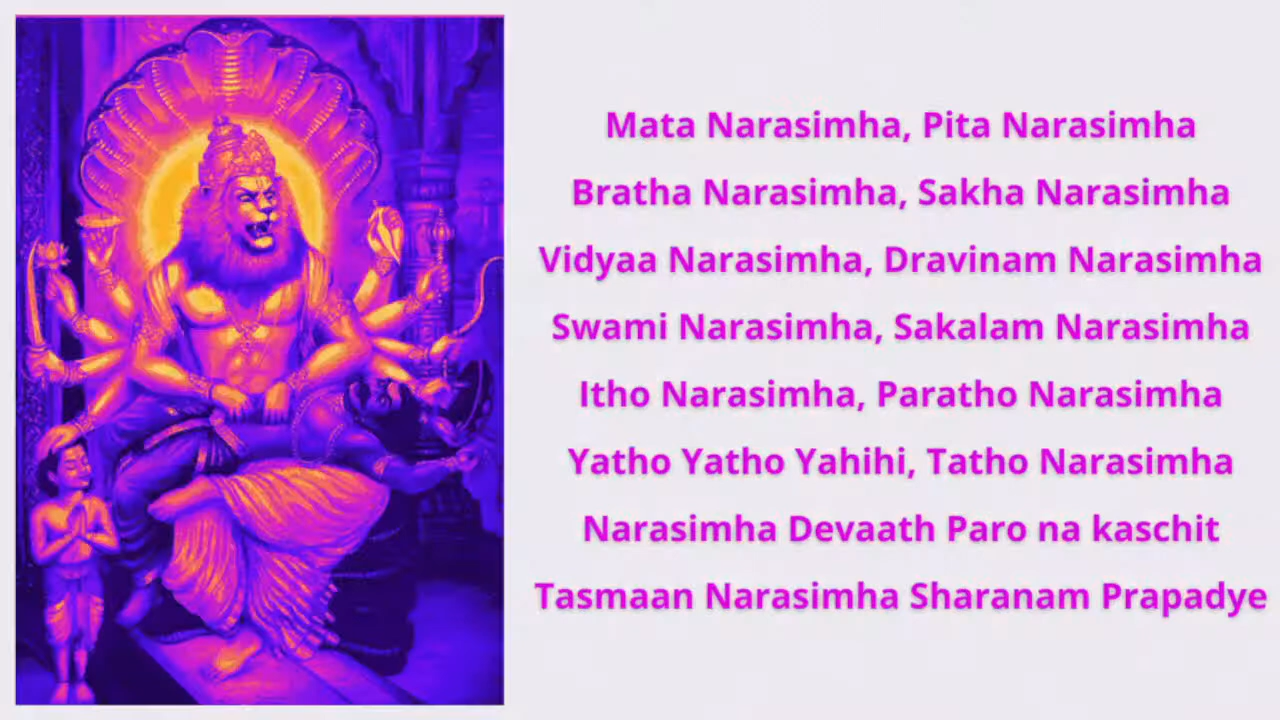 Mata Narasimha, Pita Narasimha
Bratha Narasimha, Sakha Narasimha
Vidyaa Narasimha, Dravinam Narasimha
Swami Narasimha, Sakalam Narasimha
Itho Narasimha, Paratho Narasimha
Yatho Yatho Yahihi, Tatho Narasimha
Narasimha Devaath Paro na kaschit
Tasmaan Narasimha Sharanam Prapadye